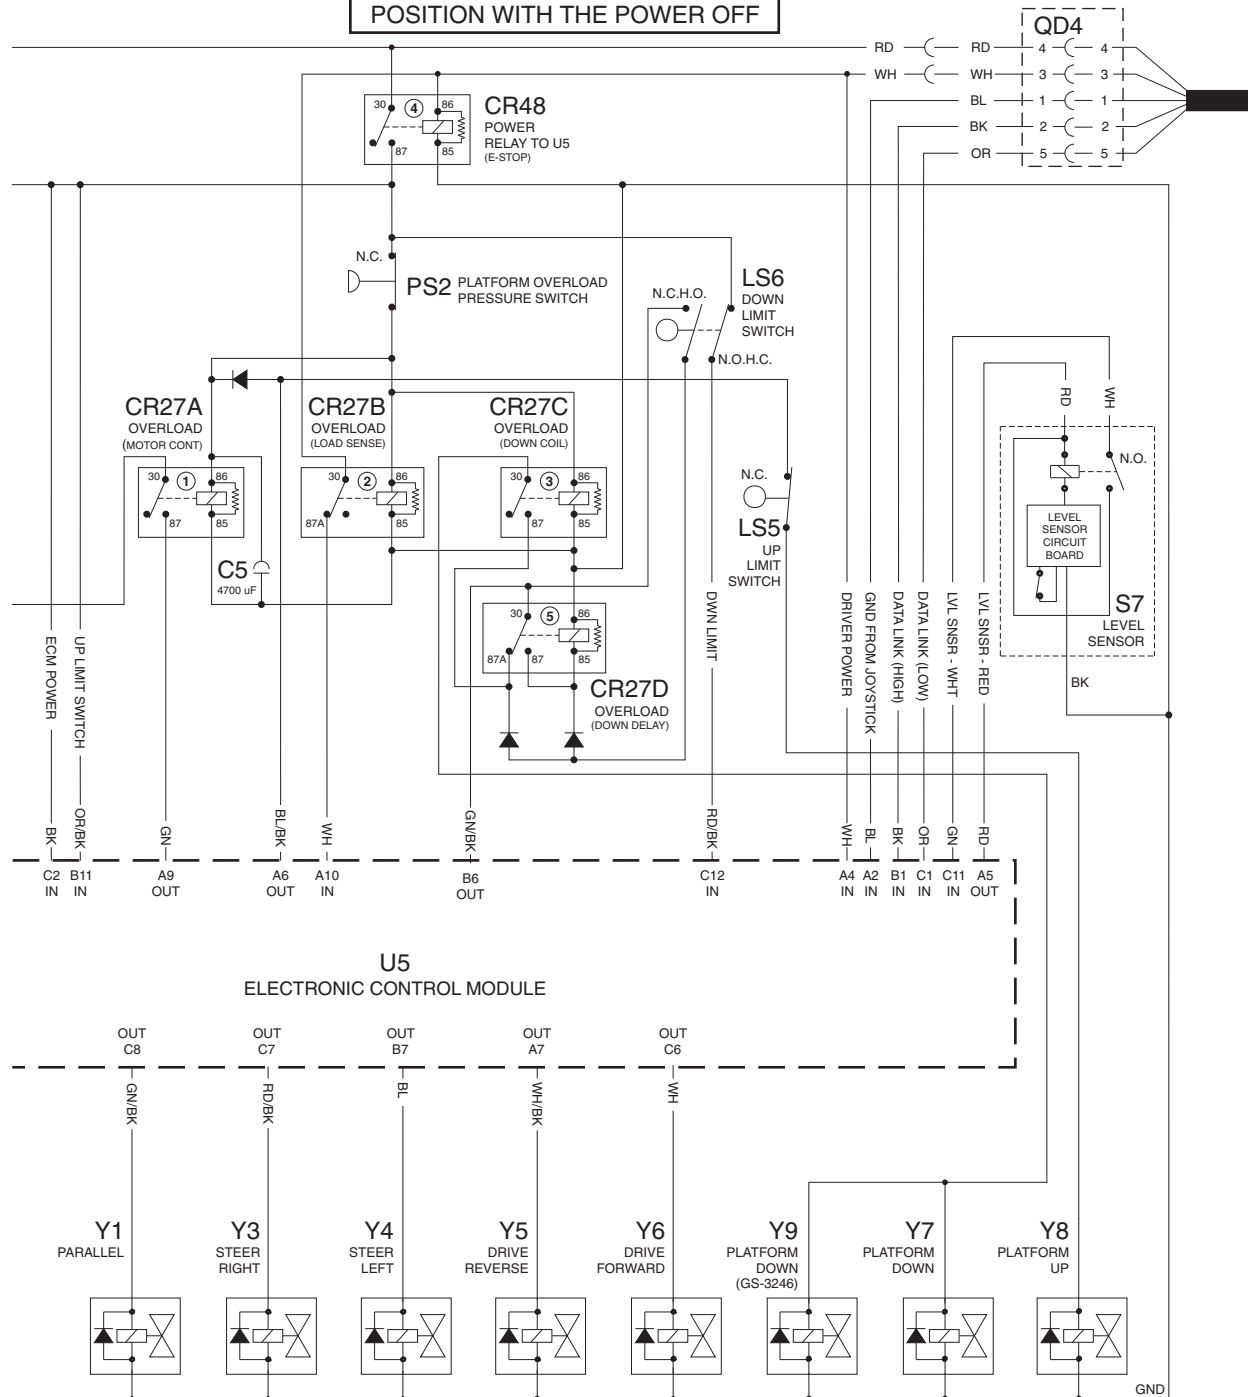 POSITION WITH THE POWER OFF
QD4
RD RD 4 4
WH WH 3 3
BL 1 1
BK 2 2
OR 5 5
30 4 86
87 85
CR48
POWER
RELAY TO U5
(E-STOP)
N.C.
PS2 PLATFORM OVERLOAD
PRESSURE SWITCH
N.C.H.O.
LS6
DOWN
LIMIT
SWITCH
N.O.H.C.
CR27A
OVERLOAD
(MOTOR CONT)
30 1 86
87 85
CR27B
OVERLOAD
(LOAD SENSE)
30 2 86
87A 85
CR27C
OVERLOAD
(DOWN COIL)
30 3 86
87 85
C5
4700 uF
N.C.
LS5
UP
LIMIT
SWITCH
RD
WH
N.O.
LEVEL
SENSOR
CIRCUIT
BOARD
S7
LEVEL
SENSOR
BK
30 5 86
87A 87 85
CR27D
OVERLOAD
(DOWN DELAY)
ECM POWER
UP LIMIT SWITCH
DWN LIMIT
DRIVER POWER
GND FROM JOYSTICK
DATA LINK (HIGH)
DATA LINK (LOW)
LVL SNSR - WHT
LVL SNSR - RED
BK OR/BK GN BL/BK WH GN/BK RD/BK WH BL BK OR GN RD
C2 B11 A9 A6 A10 B6 C12 A4 A2 B1 C1 C11 A5
IN IN OUT OUT IN OUT IN IN IN IN IN IN OUT
U5
ELECTRONIC CONTROL MODULE
OUT OUT OUT OUT OUT
C8 C7 B7 A7 C6
GN/BK RD/BK BL WH/BK WH
Y1
PARALLEL
Y3
STEER
RIGHT
Y4
STEER
LEFT
Y5
DRIVE
REVERSE
Y6
DRIVE
FORWARD
Y9
PLATFORM
DOWN
(GS-3246)
Y7
PLATFORM
DOWN
Y8
PLATFORM
UP
GND